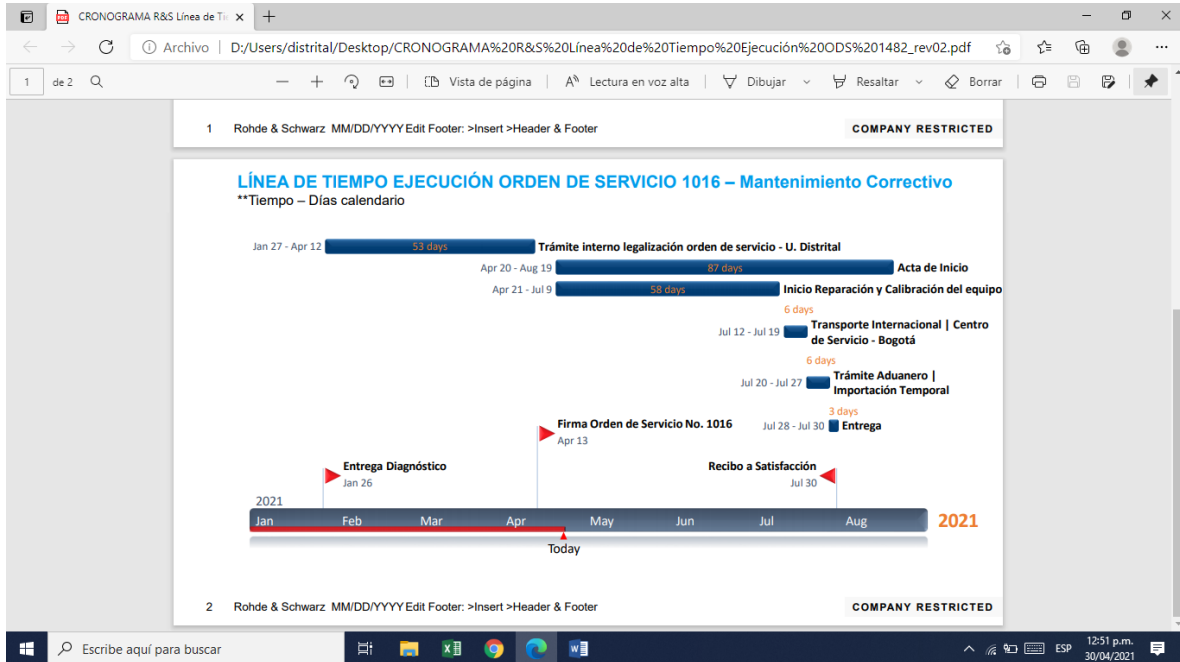 CRONOGRAMA R&S Línea de Ti
Archivo
D:/Users/distrital/Desktop/CRONOGRAMA%20R&S%20Línea%20de%20Tiempo%20Ejecución%20ODS%201482_rev02.pdf
1 de 2
Vista de página
Lectura en voz alta
Dibujar
Resaltar
Borrar
1 Rohde & Schwarz MM/DD/YYYY Edit Footer: >Insert >Header & Footer
COMPANY RESTRICTED
LÍNEA DE TIEMPO EJECUCIÓN ORDEN DE SERVICIO 1016 – Mantenimiento Correctivo
**Tiempo – Días calendario
Jan 27 - Apr 12 53 days Trámite interno legalización orden de servicio - U. Distrital
Apr 20 - Aug 19 87 days Acta de Inicio
Apr 21 - Jul 9 58 days Inicio Reparación y Calibración del equipo
6 days
Jul 12 - Jul 19 Transporte Internacional | Centro
de Servicio - Bogotá
6 days
Jul 20 - Jul 27 Trámite Aduanero |
Importación Temporal
3 days
Jul 28 - Jul 30 Entrega
Firma Orden de Servicio No. 1016
Apr 13
Entrega Diagnóstico
Jan 26
Recibo a Satisfacción
Jul 30
2021
Jan Feb Mar Apr May Jun Jul Aug 2021
Today
2 Rohde & Schwarz MM/DD/YYYY Edit Footer: >Insert >Header & Footer
COMPANY RESTRICTED
Escribe aquí para buscar
ESP
12:51 p.m.
30/04/2021